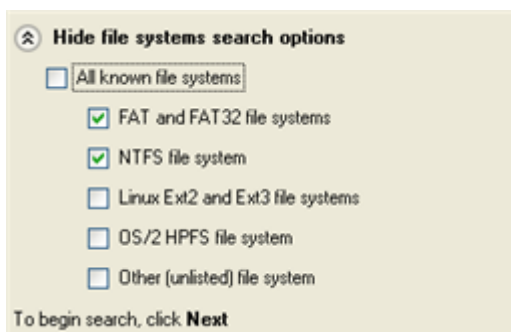 Hide file systems search options
All known file systems
FAT and FAT32 file systems
NTFS file system
Linux Ext2 and Ext3 file systems
OS/2 HPFS file system
Other (unlisted) file system
To begin search, click Next